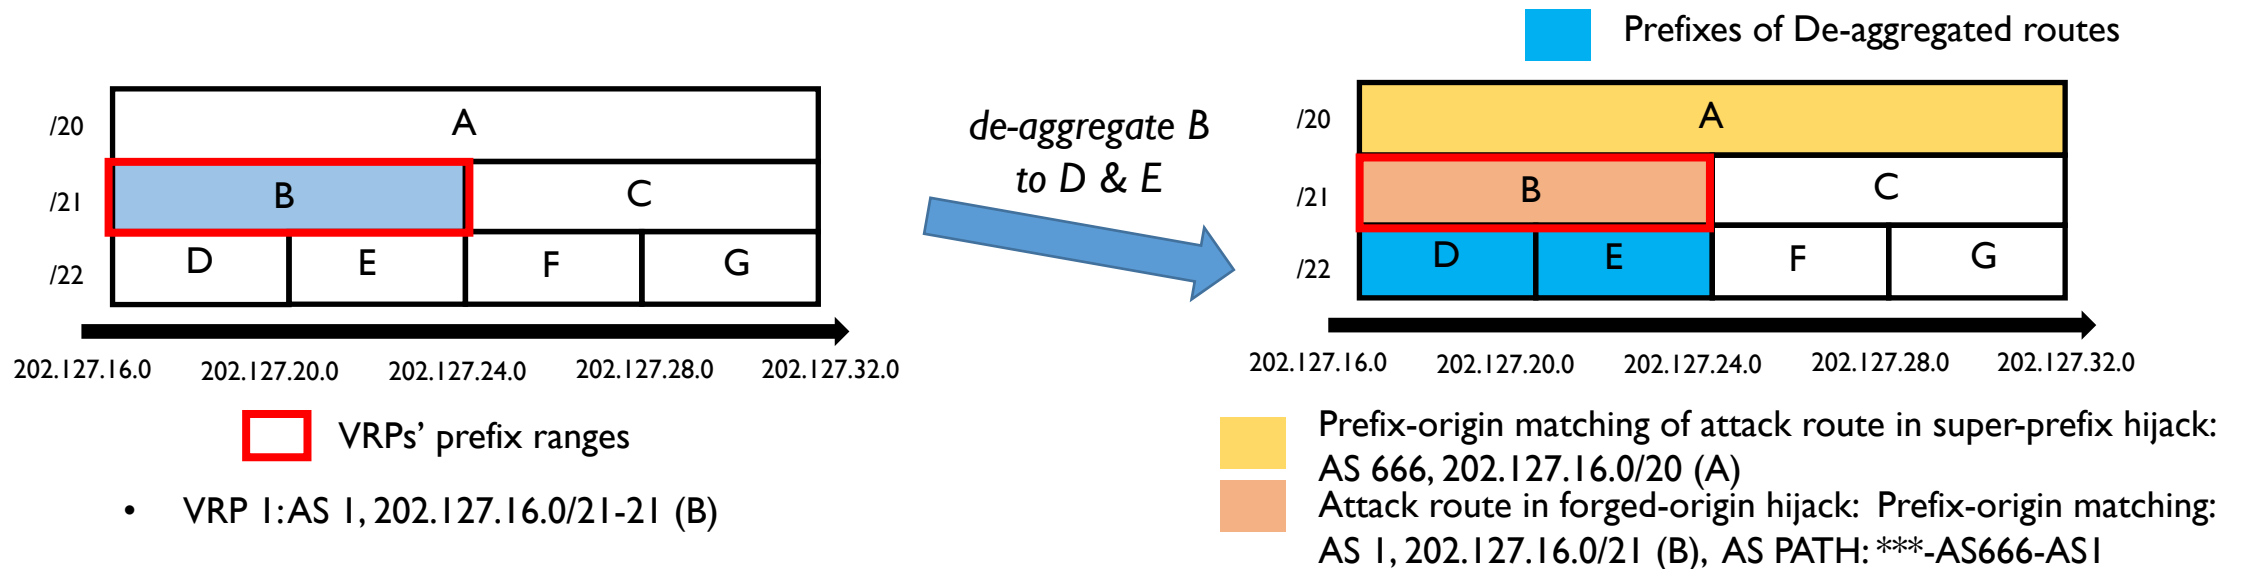 Prefixes of De-aggregated routes
/20
A
/21
B
C
/22
D
E
F
G
202.127.16.0
202.127.20.0
202.127.24.0
202.127.28.0
202.127.32.0
VRPs’ prefix ranges
• VRP 1: AS 1, 202.127.16.0/21-21 (B)
de-aggregate B
to D & E
/20
A
/21
B
C
/22
D
E
F
G
202.127.16.0
202.127.20.0
202.127.24.0
202.127.28.0
202.127.32.0
Prefix-origin matching of attack route in super-prefix hijack:
AS 666, 202.127.16.0/20 (A)
Attack route in forged-origin hijack: Prefix-origin matching:
AS 1, 202.127.16.0/21 (B), AS PATH: ***-AS666-AS1